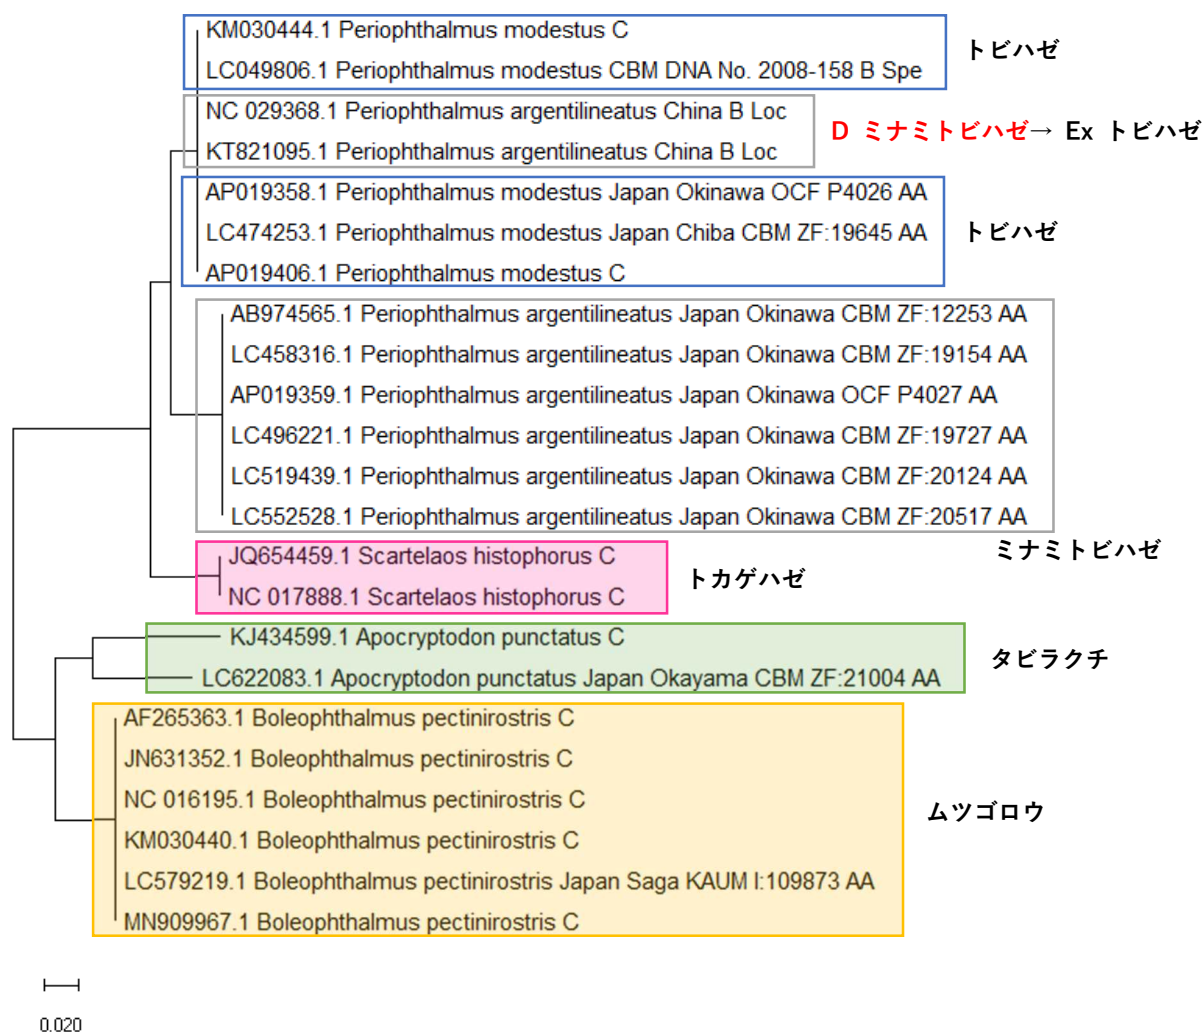 KM030444.1 Periophthalmus modestus C
LC049806.1 Periophthalmus modestus CBM DNA No. 2008-158 B Spe
トビハゼ
NC 029368.1 Periophthalmus argentilineatus China B Loc
KT821095.1 Periophthalmus argentilineatus China B Loc
D ミナミトビハゼ→ Ex トビハゼ
AP019358.1 Periophthalmus modestus Japan Okinawa OCF P4026 AA
LC474253.1 Periophthalmus modestus Japan Chiba CBM ZF:19645 AA
AP019406.1 Periophthalmus modestus C
トビハゼ
AB974565.1 Periophthalmus argentilineatus Japan Okinawa CBM ZF:12253 AA
LC458316.1 Periophthalmus argentilineatus Japan Okinawa CBM ZF:19154 AA
AP019359.1 Periophthalmus argentilineatus Japan Okinawa OCF P4027 AA
LC496221.1 Periophthalmus argentilineatus Japan Okinawa CBM ZF:19727 AA
LC519439.1 Periophthalmus argentilineatus Japan Okinawa CBM ZF:20124 AA
LC552528.1 Periophthalmus argentilineatus Japan Okinawa CBM ZF:20517 AA
ミナミトビハゼ
JQ654459.1 Scartelaos histophorus C
NC 017888.1 Scartelaos histophorus C
トカゲハゼ
KJ434599.1 Apocryptodon punctatus C
LC622083.1 Apocryptodon punctatus Japan Okayama CBM ZF:21004 AA
タビラクチ
AF265363.1 Boleophthalmus pectinirostris C
JN631352.1 Boleophthalmus pectinirostris C
NC 016195.1 Boleophthalmus pectinirostris C
KM030440.1 Boleophthalmus pectinirostris C
LC579219.1 Boleophthalmus pectinirostris Japan Saga KAUM I:109873 AA
MN909967.1 Boleophthalmus pectinirostris C
ムツゴロウ
0.020